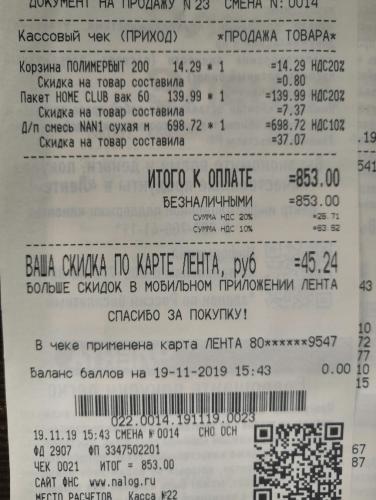 ДОКУМЕНТ НА ПРОДАЖУ N 23 СМЕНА N: 0014
Кассовый чек (ПРИХОД) *ПРОДАЖА ТОВАРА*
Корзина ПОЛИМЕРБЫТ 200 14.29 * 1 =14.29 НДС20%
Скидка на товар составила =0.80
Пакет HOME CLUB вак 60 139.99 * 1 =139.99 НДС20%
Скидка на товар составила =7.37
Д/п смесь NAN1 сухая м 698.72 * 1 =698.72 НДС10%
Скидка на товар составила =37.07
ИТОГО К ОПЛАТЕ =853.00
БЕЗНАЛИЧНЫМИ =853.00
СУММА НДС 20% =25.71
СУММА НДС 10% =63.52
ВАША СКИДКА ПО КАРТЕ ЛЕНТА, руб =45.24
БОЛЬШЕ СКИДОК В МОБИЛЬНОМ ПРИЛОЖЕНИИ ЛЕНТА
СПАСИБО ЗА ПОКУПКУ!
В чеке применена карта ЛЕНТА 80******9547
Баланс баллов на 19-11-2019 15:43 0.00
022.0014.191119.0023
19.11.19 15:43 СМЕНА №0014 СНО ОСН
ФД 2907 ФП 3347502201
ЧЕК 0021 ИТОГ = 853.00
САЙТ ФНС www.nalog.ru
МЕСТО РАСЧЕТОВ Касса №22